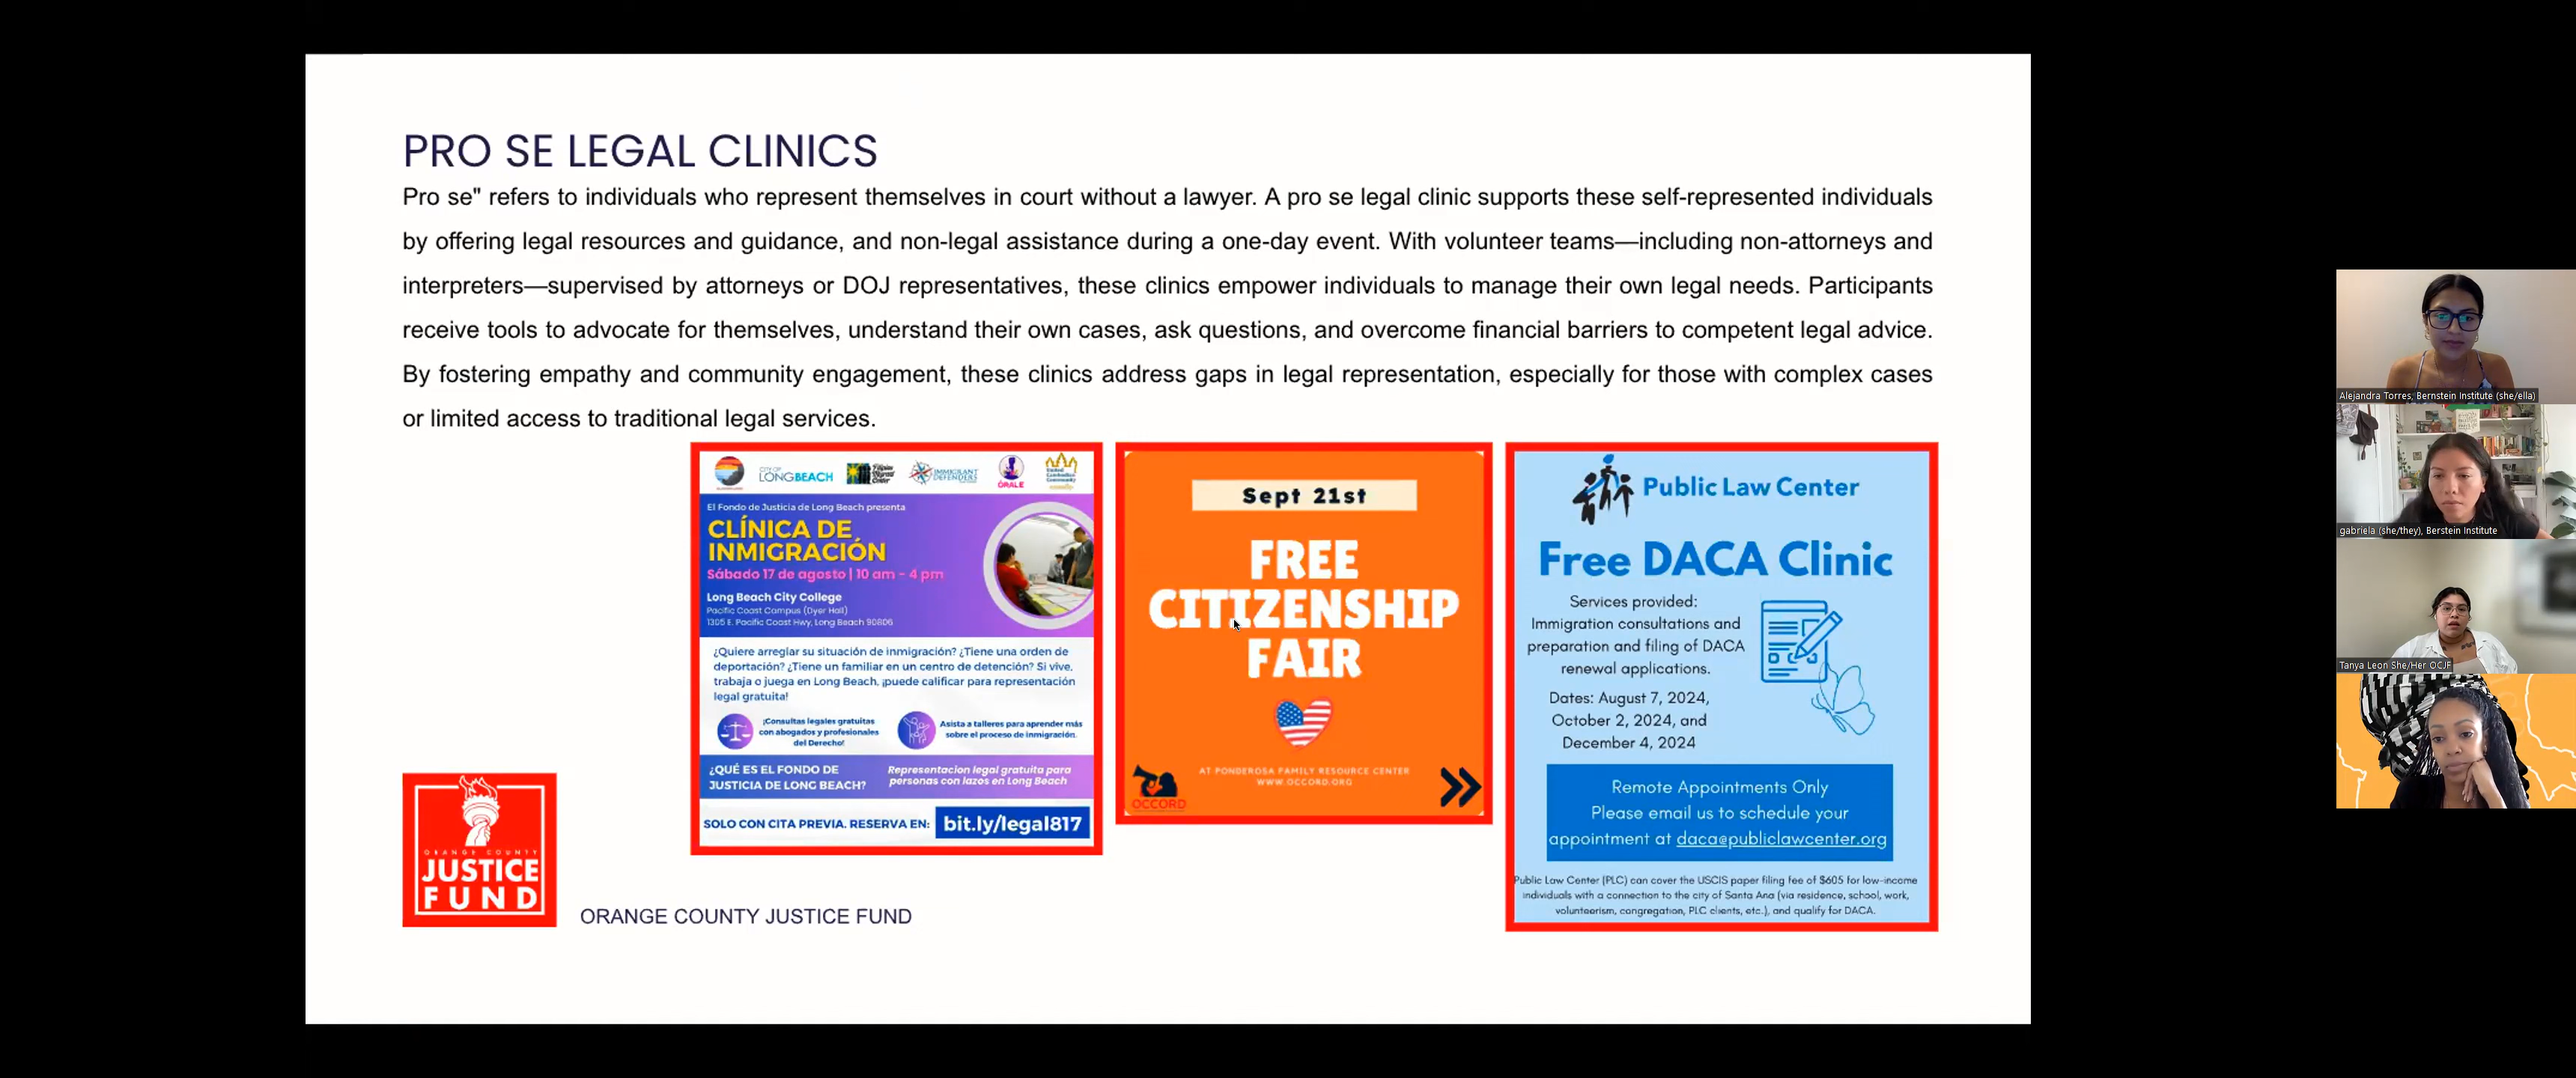 PRO SE LEGAL CLINICS
Pro se" refers to individuals who represent themselves in court without a lawyer. A pro se legal clinic supports these self-represented individuals
by offering legal resources and guidance, and non-legal assistance during a one-day event. With volunteer teams—including non-attorneys and
interpreters—supervised by attorneys or DOJ representatives, these clinics empower individuals to manage their own legal needs. Participants
receive tools to advocate for themselves, understand their own cases, ask questions, and overcome financial barriers to competent legal advice.
By fostering empathy and community engagement, these clinics address gaps in legal representation, especially for those with complex cases
or limited access to traditional legal services.
CITY OF
LONGBEACH
Filipino
Migrant
Center
IMMIGRANT
DEFENDERS
ORALE
United
Cambodian
Community
El Fondo de Justicia de Long Beach presenta
CLÍNICA DE
INMIGRACIÓN
Sábado 17 de agosto | 10 am - 4 pm
Long Beach City College
Pacific Coast Campus (Dyer Hall)
1305 E. Pacific Coast Hwy, Long Beach 90806
¿Quiere arreglar su situación de inmigración? ¿Tiene una orden de
deportación? ¿Tiene un familiar en un centro de detención? Si vive,
trabaja o juega en Long Beach, ¡puede calificar para representación
legal gratuita!
¡Consultas legales gratuitas
con abogados y profesionales
del Derecho!
Asista a talleres para aprender más
sobre el proceso de inmigración.
¿QUÉ ES EL FONDO DE
JUSTICIA DE LONG BEACH?
Representacion legal gratuita para
personas con lazos en Long Beach
SOLO CON CITA PREVIA. RESERVA EN:
bit.ly/legal817
Sept 21st
FREE
CITIZENSHIP
FAIR
AT PONDEROSA FAMILY RESOURCE CENTER
WWW.OCCORD.ORG
OCCORD
Public Law Center
Free DACA Clinic
Services provided:
Immigration consultations and
preparation and filing of DACA
renewal applications.
Dates: August 7, 2024,
October 2, 2024, and
December 4, 2024
Remote Appointments Only
Please email us to schedule your
appointment at daca@publiclawcenter.org
Public Law Center (PLC) can cover the USCIS paper filing fee of $605 for low-income
individuals with a connection to the city of Santa Ana (via residence, school, work,
volunteerism, congregation, PLC clients, etc.), and qualify for DACA.
ORANGE COUNTY
JUSTICE
FUND
ORANGE COUNTY JUSTICE FUND
Alejandra Torres, Bernstein Institute (she/ella)
gabriela (she/they), Berstein Institute
Tanya Leon She/Her OCJF